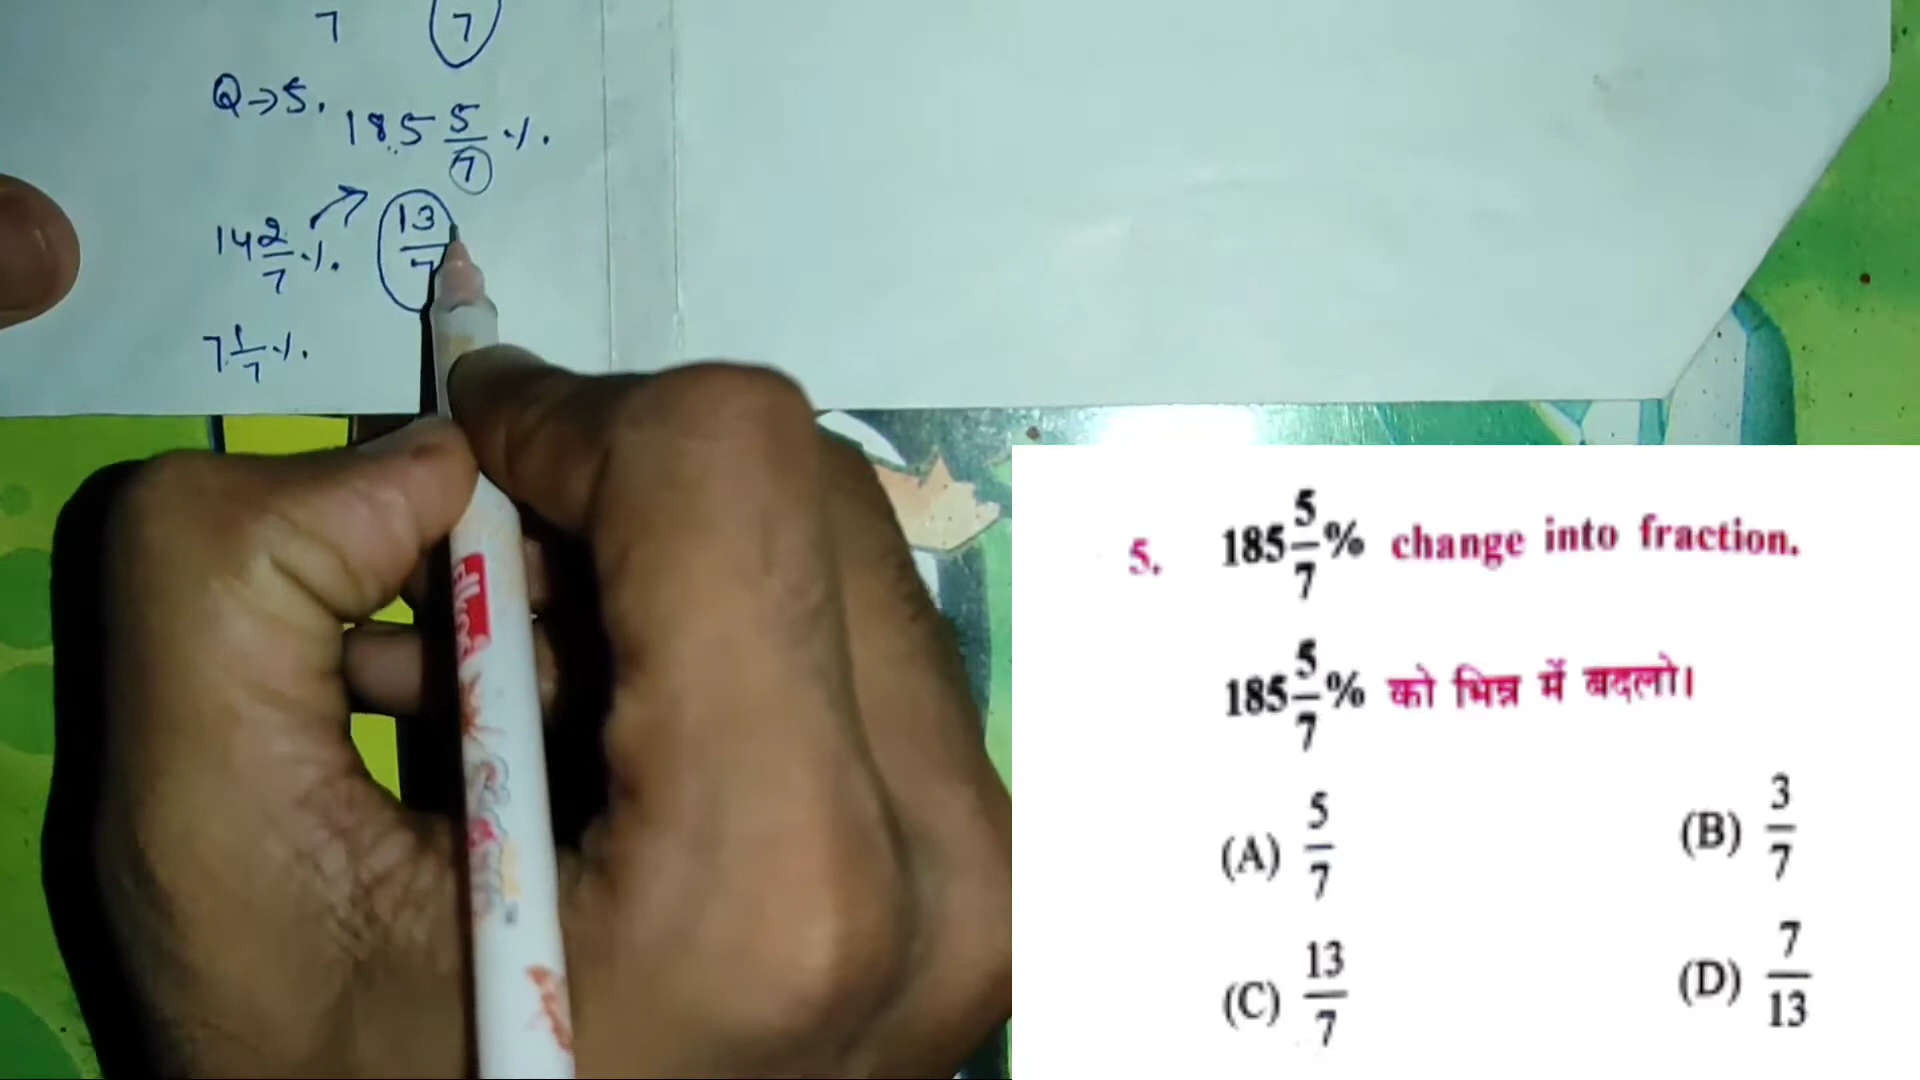 7 7
Q→5.
185 5/7 %.
14 2/7 %. 13/7
7 1/7 %.
5. 185 5/7% change into fraction.
185 5/7% को भिन्न में बदलो।
(A) 5/7 (B) 3/7
(C) 13/7 (D) 7/13